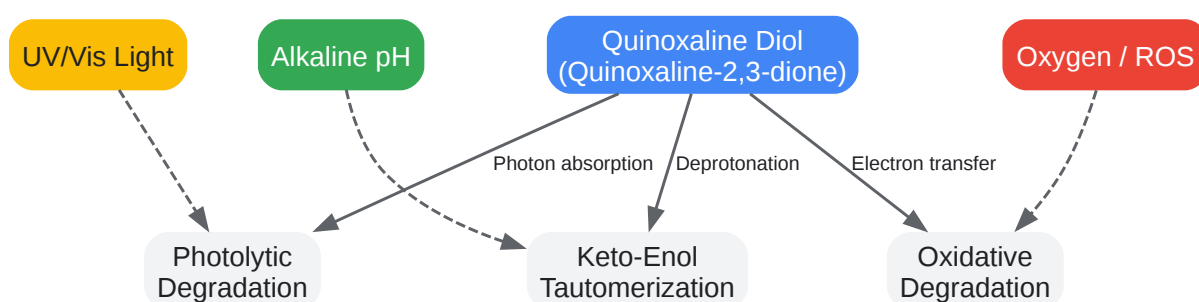 UV/Vis Light
Alkaline pH
Quinoxaline Diol
(Quinoxaline-2,3-dione)
Oxygen / ROS
Photon absorption
Deprotonation
Electron transfer
Photolytic
Degradation
Keto-Enol
Tautomerization
Oxidative
Degradation